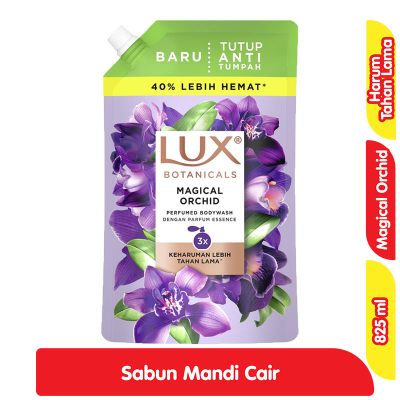 BARU
TUTUP
ANTI
TUMPAH
40% LEBIH HEMAT*
LUX®
BOTANICALS
MAGICAL
ORCHID
PERFUMED BODYWASH
DENGAN PARFUM ESSENCE
3x
KEHARUMAN LEBIH
TAHAN LAMA*
Harum
Tahan Lama
Magical Orchid
825 ml
Sabun Mandi Cair